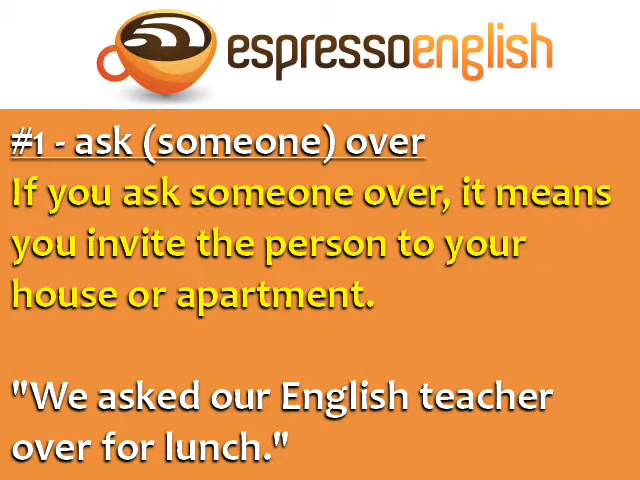 espressoenglish
#1 - ask (someone) over
If you ask someone over, it means
you invite the person to your
house or apartment.
"We asked our English teacher
over for lunch."